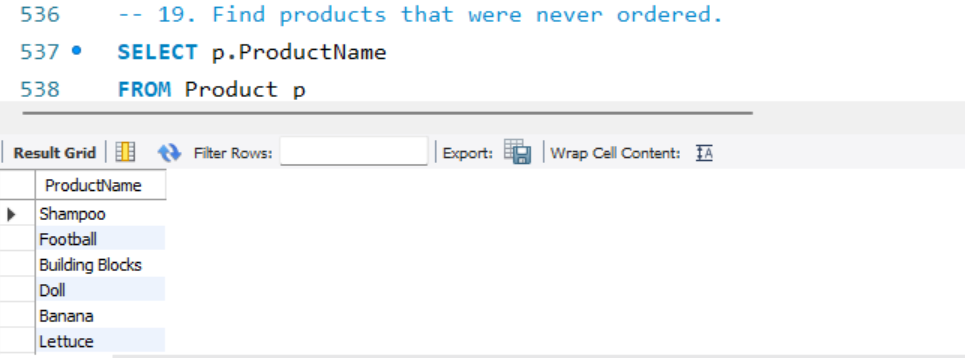 536 -- 19. Find products that were never ordered.
537 SELECT p.ProductName
538 FROM Product p
Result Grid Filter Rows: Export: Wrap Cell Content: IA
ProductName
Shampoo
Football
Building Blocks
Doll
Banana
Lettuce